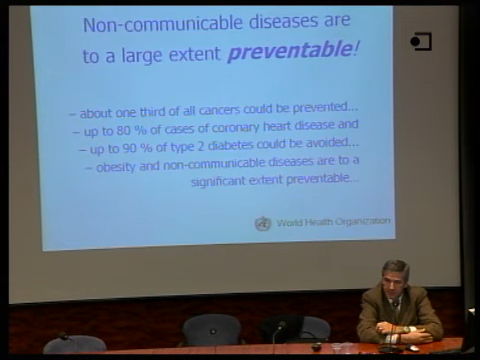 Non-communicable diseases are
to a large extent preventable!
– about one third of all cancers could be prevented...
– up to 80 % of cases of coronary heart disease and
– up to 90 % of type 2 diabetes could be avoided...
– obesity and non-communicable diseases are to a
significant extent preventable...
World Health Organization